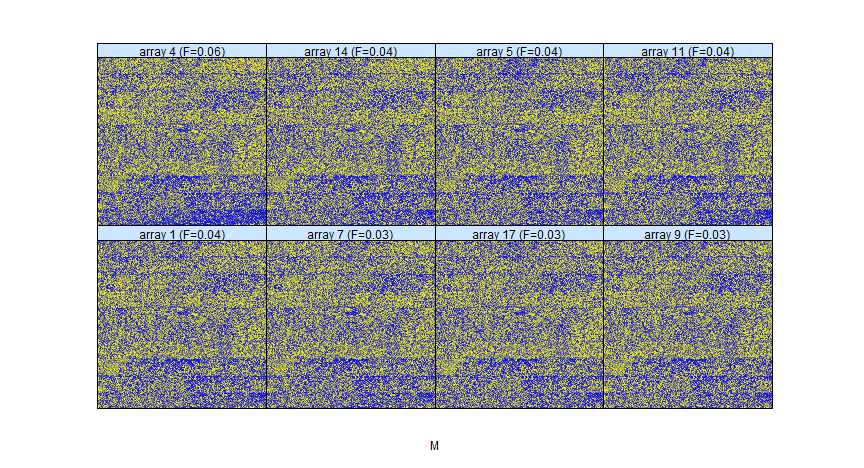 array 4 (F=0.06) array 14 (F=0.04) array 5 (F=0.04) array 11 (F=0.04)
array 1 (F=0.04) array 7 (F=0.03) array 17 (F=0.03) array 9 (F=0.03)
M